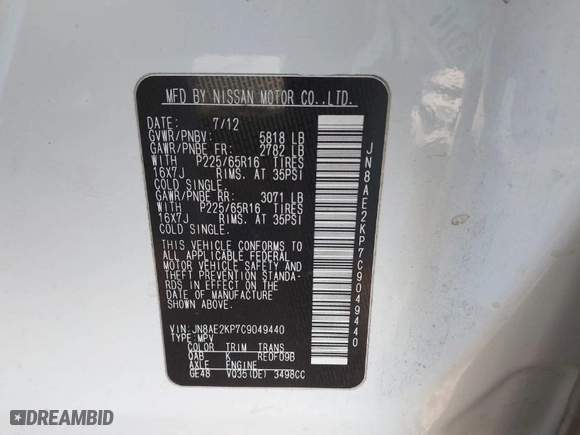 MFD BY NISSAN MOTOR CO.,LTD.
DATE: 7/12
GVWR/PNBV: 5818 LB
GAWR/PNBE FR: 2782 LB
WITH P225/65R16 TIRES
16X7J RIMS. AT 35PSI
COLD SINGLE.
GAWR/PNBE RR: 3071 LB
WITH P225/65R16 TIRES
16X7J RIMS. AT 35PSI
COLD SINGLE.
THIS VEHICLE CONFORMS TO
ALL APPLICABLE FEDERAL
MOTOR VEHICLE SAFETY AND
THEFT PREVENTION STANDA-
RDS IN EFFECT ON THE
DATE OF MANUFACTURE
SHOWN ABOVE.
VIN: JN8AE2KP7C9049440
TYPE: MPV
COLOR TRIM TRANS
QAB K RE0F09B
AXLE ENGINE
GE48 VQ35(DE) 3498CC
JN8AE2KP7C9049440
DREAMBID